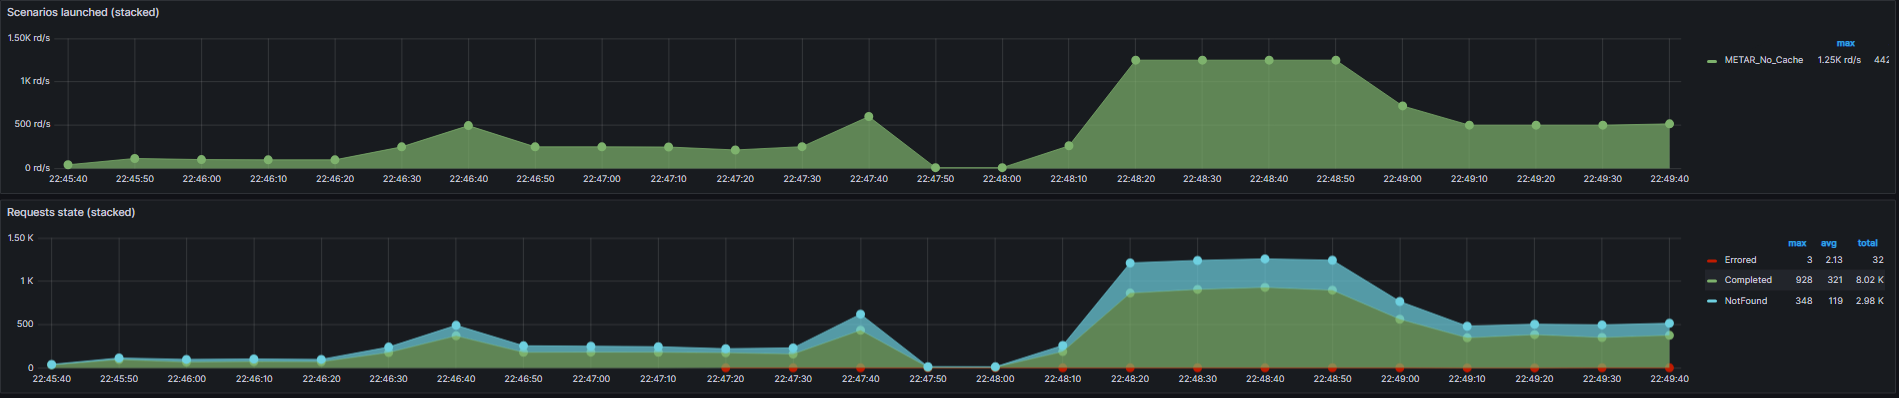 Scenarios launched (stacked)
1.50K rd/s
1K rd/s
500 rd/s
0 rd/s
22:45:40 22:45:50 22:46:00 22:46:10 22:46:20 22:46:30 22:46:40 22:46:50 22:47:00 22:47:10 22:47:20 22:47:30 22:47:40 22:47:50 22:48:00 22:48:10 22:48:20 22:48:30 22:48:40 22:48:50 22:49:00 22:49:10 22:49:20 22:49:30 22:49:40
max
METAR_No_Cache 1.25K rd/s 442
Requests state (stacked)
1.50 K
1 K
500
0
22:45:40 22:45:50 22:46:00 22:46:10 22:46:20 22:46:30 22:46:40 22:46:50 22:47:00 22:47:10 22:47:20 22:47:30 22:47:40 22:47:50 22:48:00 22:48:10 22:48:20 22:48:30 22:48:40 22:48:50 22:49:00 22:49:10 22:49:20 22:49:30 22:49:40
max avg total
Errored 3 2.13 32
Completed 928 321 8.02 K
NotFound 348 119 2.98 K